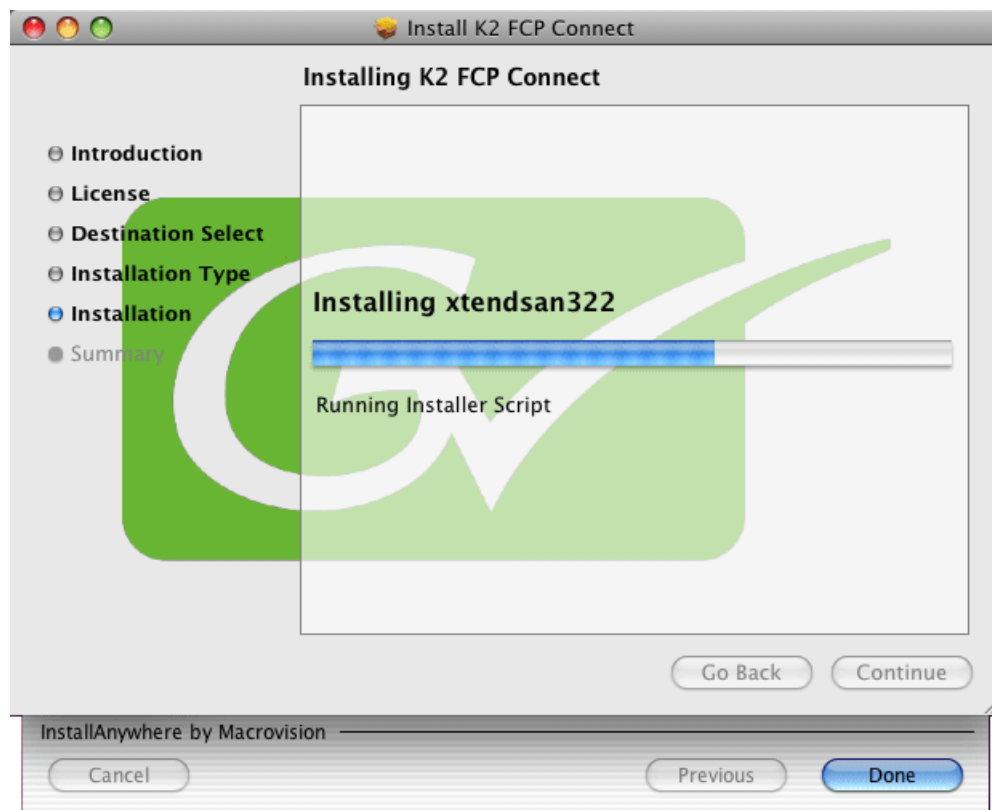 Install K2 FCP Connect
Installing K2 FCP Connect
Introduction
License
Destination Select
Installation Type
Installation
Summary
Installing xtendsan322
Running Installer Script
Go Back
Continue
InstallAnywhere by Macrovision
Cancel
Previous
Done